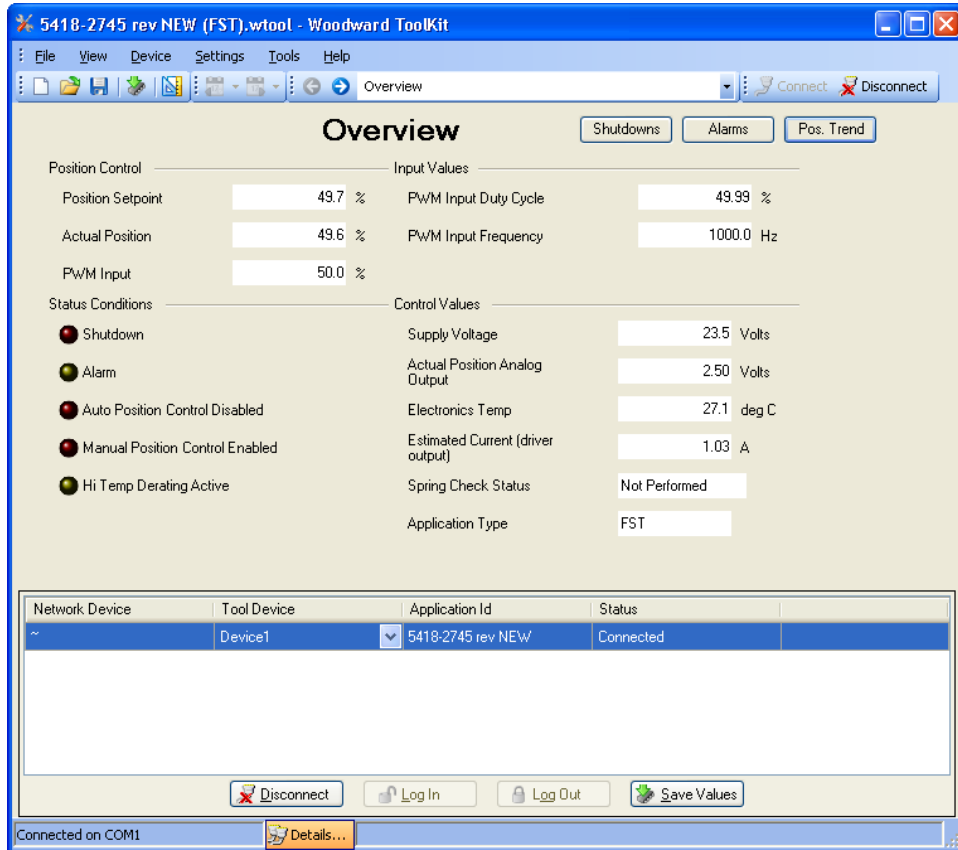 5418-2745 rev NEW (FST).wtool - Woodward ToolKit
File View Device Settings Tools Help
Overview Connect Disconnect
Overview Shutdowns Alarms Pos. Trend
Position Control Input Values
Position Setpoint 49.7 % PWM Input Duty Cycle 49.99 %
Actual Position 49.6 % PWM Input Frequency 1000.0 Hz
PWM Input 50.0 %
Status Conditions Control Values
Shutdown Supply Voltage 23.5 Volts
Alarm Actual Position Analog Output 2.50 Volts
Auto Position Control Disabled Electronics Temp 27.1 deg C
Manual Position Control Enabled Estimated Current (driver output) 1.03 A
Hi Temp Derating Active Spring Check Status Not Performed
Application Type FST
Network Device Tool Device Application Id Status
~ Device1 5418-2745 rev NEW Connected
Disconnect Log In Log Out Save Values
Connected on COM1 Details...